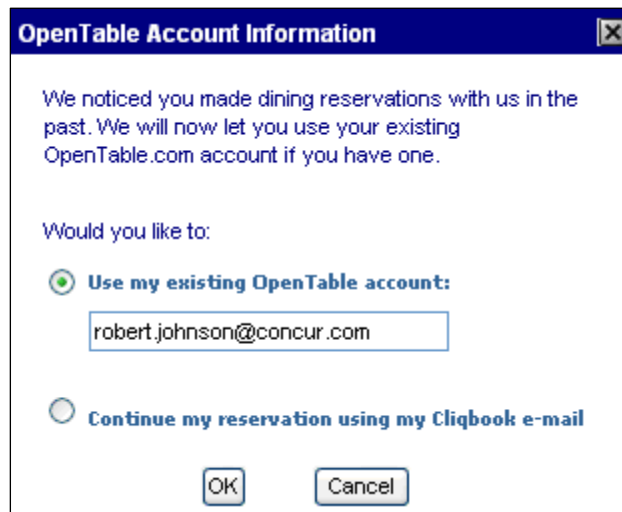 OpenTable Account Information
We noticed you made dining reservations with us in the
past. We will now let you use your existing
OpenTable.com account if you have one.
Would you like to:
Use my existing OpenTable account:
robert.johnson@concur.com
Continue my reservation using my Cliqbook e-mail
OK Cancel